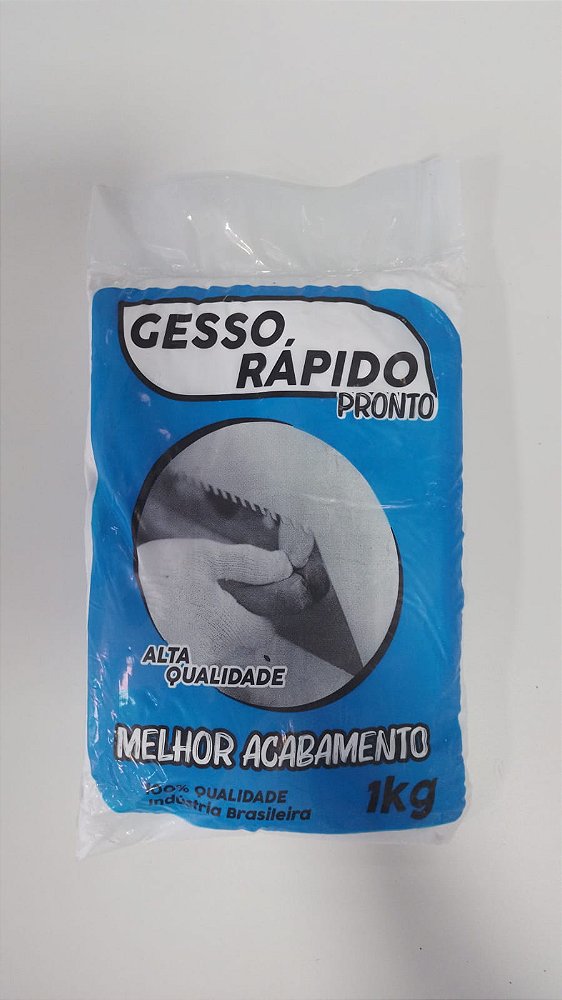 GESSO
RÁPIDO
PRONTO
ALTA
QUALIDADE
MELHOR ACABAMENTO
100% QUALIDADE
Indústria Brasileira
1kg